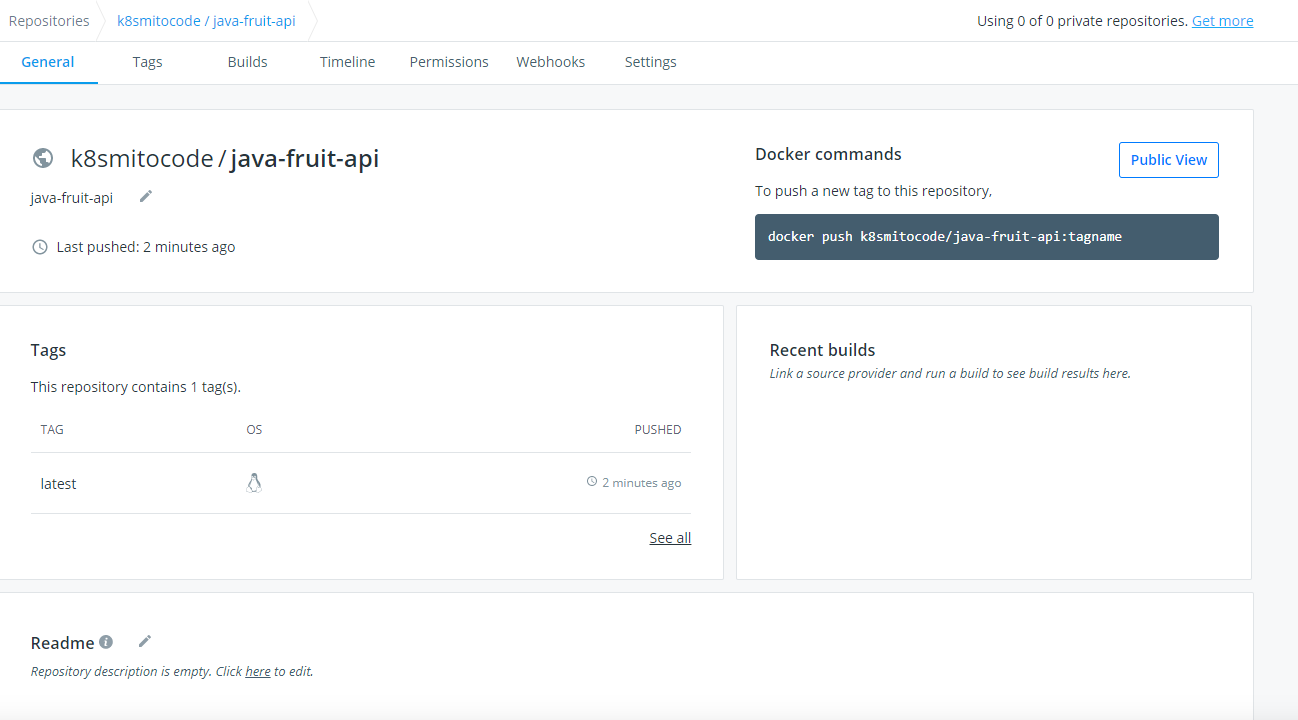 Repositories k8smitocode / java-fruit-api Using 0 of 0 private repositories. Get more
General Tags Builds Timeline Permissions Webhooks Settings
k8smitocode / java-fruit-api
java-fruit-api
Last pushed: 2 minutes ago
Docker commands
Public View
To push a new tag to this repository,
docker push k8smitocode/java-fruit-api:tagname
Tags
This repository contains 1 tag(s).
TAG OS PUSHED
latest 2 minutes ago
See all
Recent builds
Link a source provider and run a build to see build results here.
Readme
Repository description is empty. Click here to edit.